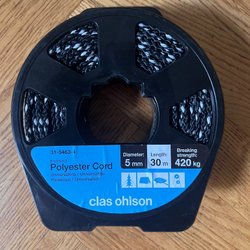 31-5463-1
Polyester Cord
Diameter:
5 mm
Length:
30 m
Breaking
strength:
420 kg
clas ohlson